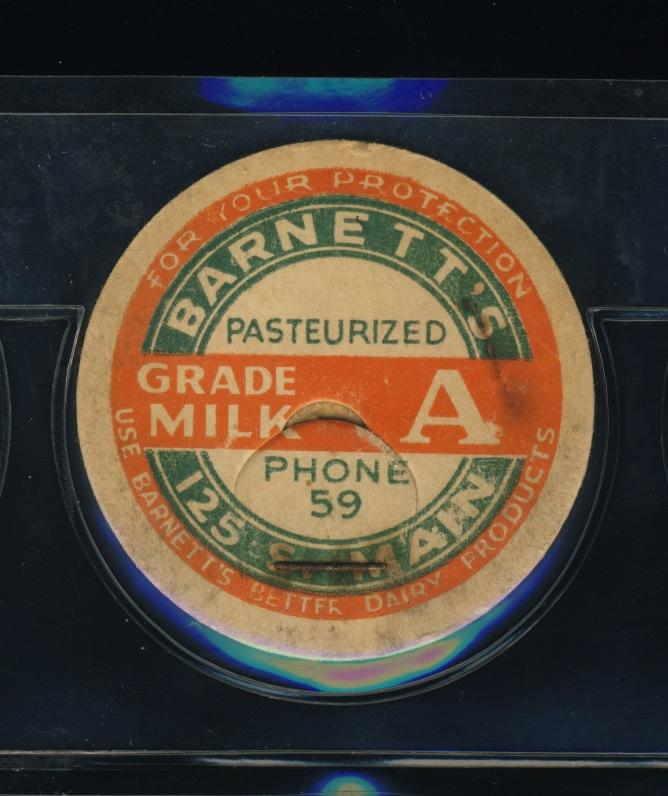 FOR YOUR PROTECTION
BARNETT'S
PASTEURIZED
GRADE A
MILK
PHONE
59
125 S. MAIN
USE BARNETT'S BETTER DAIRY PRODUCTS